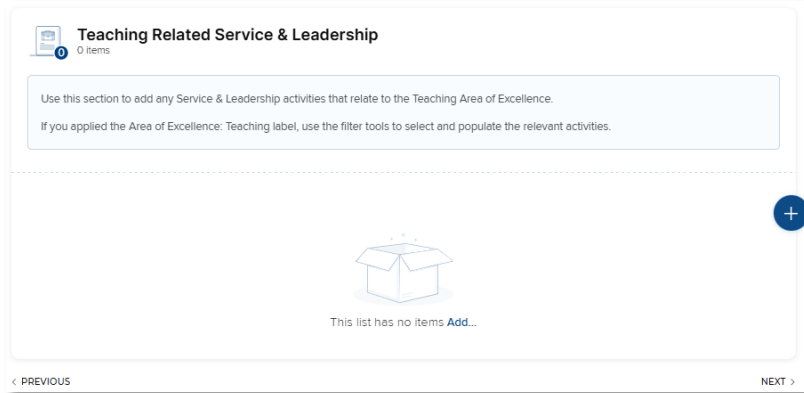 Teaching Related Service & Leadership
0
0 items
Use this section to add any Service & Leadership activities that relate to the Teaching Area of Excellence.
If you applied the Area of Excellence: Teaching label, use the filter tools to select and populate the relevant activities.
+
This list has no items Add...
< PREVIOUS
NEXT >